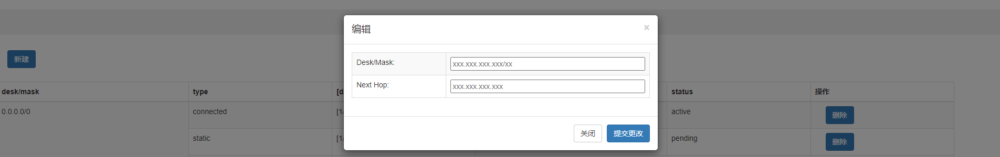 编辑 ×
新建
Desk/Mask: xxx.xxx.xxx.xxx/xx
Next Hop: xxx.xxx.xxx.xxx
desk/mask type [d status 操作
0.0.0.0/0 connected [1/ active 删除
关闭 提交更改
static [1/ pending 删除